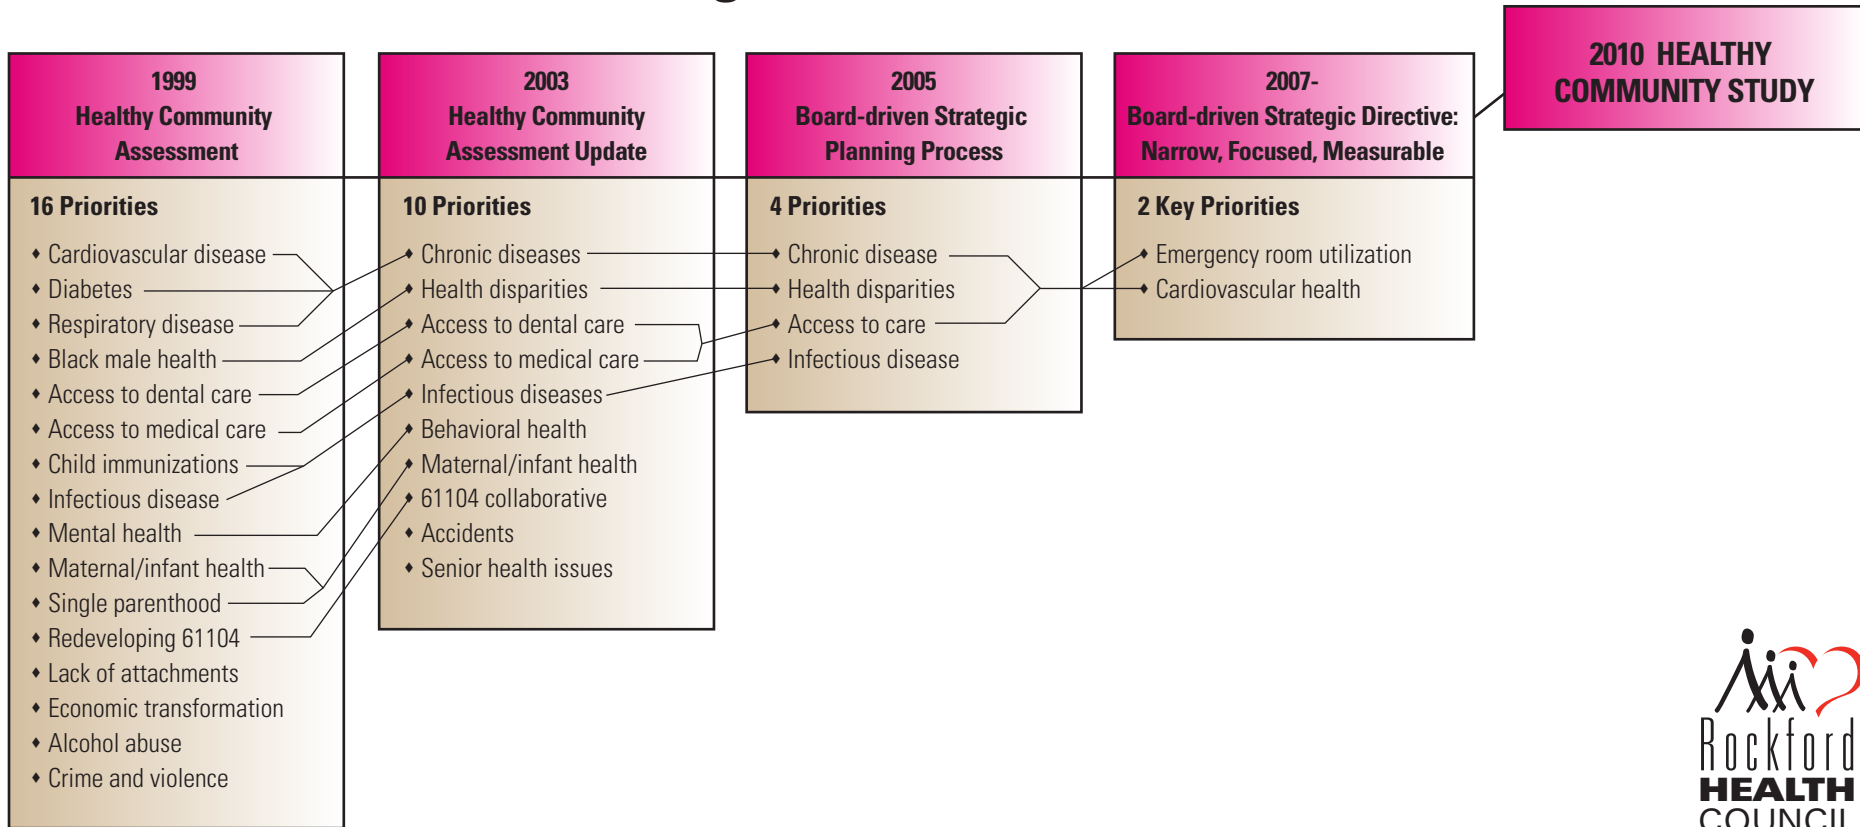 1999
Healthy Community
Assessment
16 Priorities
Cardiovascular disease
Diabetes
Respiratory disease
Black male health
Access to dental care
Access to medical care
Child immunizations
Infectious disease
Mental health
Maternal/infant health
Single parenthood
Redeveloping 61104
Lack of attachments
Economic transformation
Alcohol abuse
Crime and violence
2003
Healthy Community
Assessment Update
10 Priorities
Chronic diseases
Health disparities
Access to dental care
Access to medical care
Infectious diseases
Behavioral health
Maternal/infant health
61104 collaborative
Accidents
Senior health issues
2005
Board-driven Strategic
Planning Process
4 Priorities
Chronic disease
Health disparities
Access to care
Infectious disease
2007-
Board-driven Strategic Directive:
Narrow, Focused, Measurable
2 Key Priorities
Emergency room utilization
Cardiovascular health
2010 HEALTHY
COMMUNITY STUDY
Rockford
HEALTH
COUNCIL